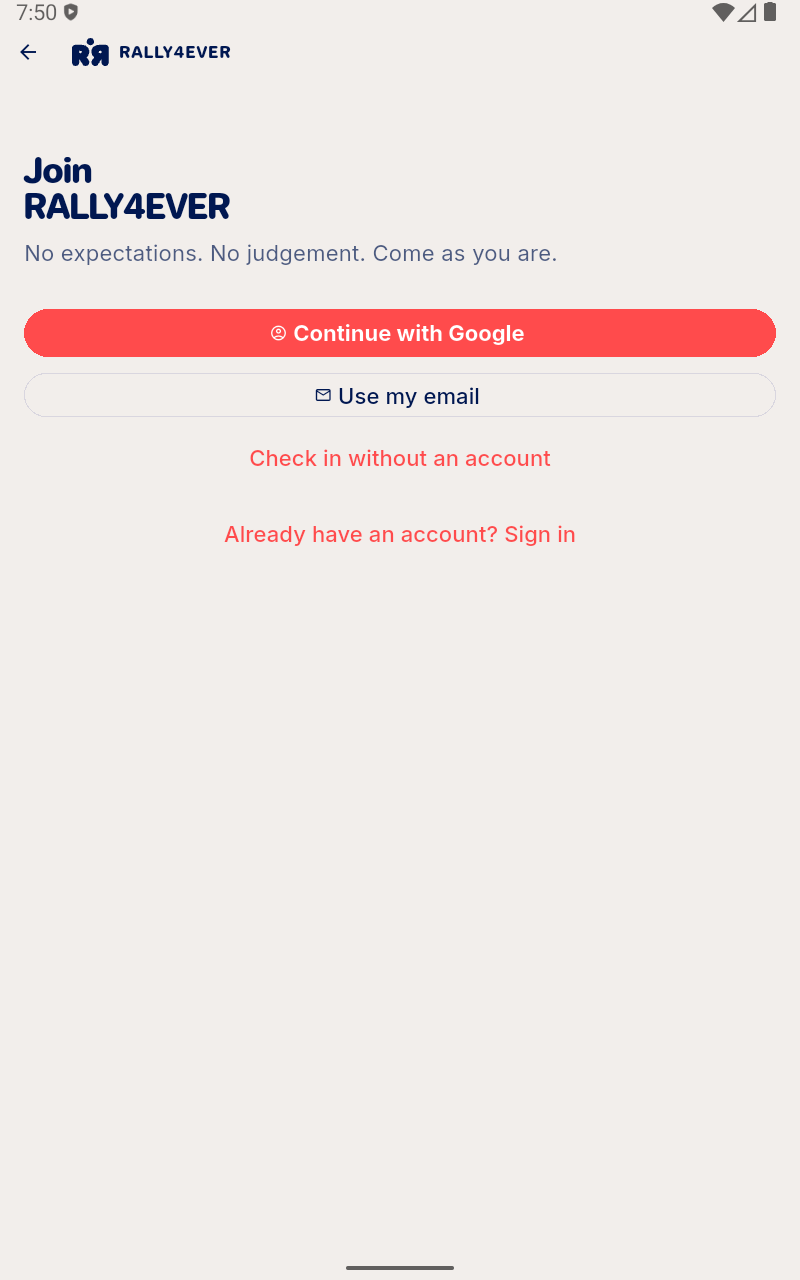 7:50
RALLY4EVER
Join
RALLY4EVER
No expectations. No judgement. Come as you are.
Continue with Google
Use my email
Check in without an account
Already have an account? Sign in